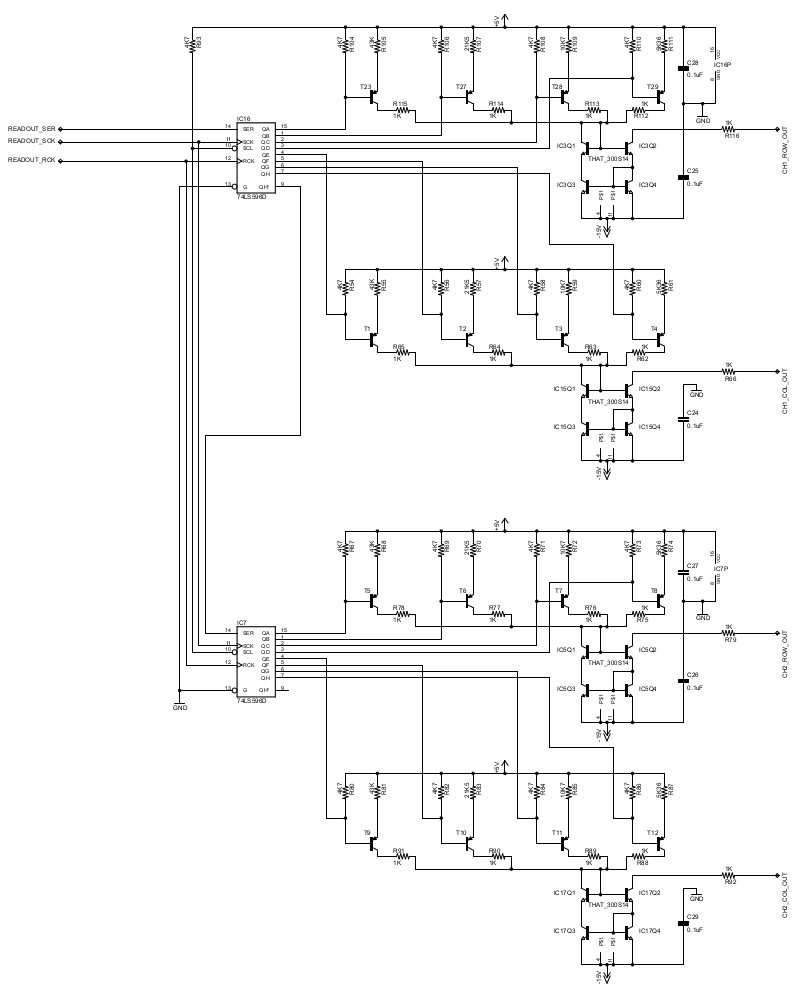 +5V
4K7
R93
4K7
R104
43K
R105
4K7
R106
21K5
R107
4K7
R108
10K7
R109
4K7
R110
5K36
R111
C28
0.1uF
16
VCC
IC16P
GND
8
T23
T27
T28
T29
R115
1K
R114
1K
R113
1K
1K
R112
GND
1K
R116
CH1_ROW_OUT
READOUT_SER
READOUT_SCK
READOUT_RCK
IC16
14
11
10
12
13
SER
SCK
SCL
RCK
G
QA
QB
QC
QD
QE
QF
QG
QH
QH'
15
1
2
3
4
5
6
7
9
74LS596D
IC3Q1
IC3Q2
THAT_300S14
IC3Q3
IC3Q4
PS1
PS1
4
11
-15V
C25
0.1uF
+5V
4K7
R54
43K
R55
4K7
R56
21K5
R57
4K7
R58
10K7
R59
4K7
R60
5K36
R61
T1
T2
T3
T4
R65
1K
R64
1K
R63
1K
1K
R62
1K
R66
CH1_COL_OUT
IC15Q1
IC15Q2
THAT_300S14
IC15Q3
IC15Q4
PS1
PS1
4
11
-15V
GND
C24
0.1uF
+5V
4K7
R67
43K
R68
4K7
R69
21K5
R70
4K7
R71
10K7
R72
4K7
R73
5K36
R74
C27
0.1uF
16
VCC
IC7P
GND
8
T5
T6
T7
T8
R78
1K
R77
1K
R76
1K
1K
R75
GND
1K
R79
CH2_ROW_OUT
IC7
14
11
10
12
13
SER
SCK
SCL
RCK
G
QA
QB
QC
QD
QE
QF
QG
QH
QH'
15
1
2
3
4
5
6
7
9
74LS596D
GND
IC5Q1
IC5Q2
THAT_300S14
IC5Q3
IC5Q4
PS1
PS1
4
11
-15V
C26
0.1uF
+5V
4K7
R80
43K
R81
4K7
R82
21K5
R83
4K7
R84
10K7
R85
4K7
R86
5K36
R87
T9
T10
T11
T12
R91
1K
R90
1K
R89
1K
1K
R88
1K
R92
CH2_COL_OUT
IC17Q1
IC17Q2
THAT_300S14
IC17Q3
IC17Q4
PS1
PS1
4
11
-15V
GND
C29
0.1uF